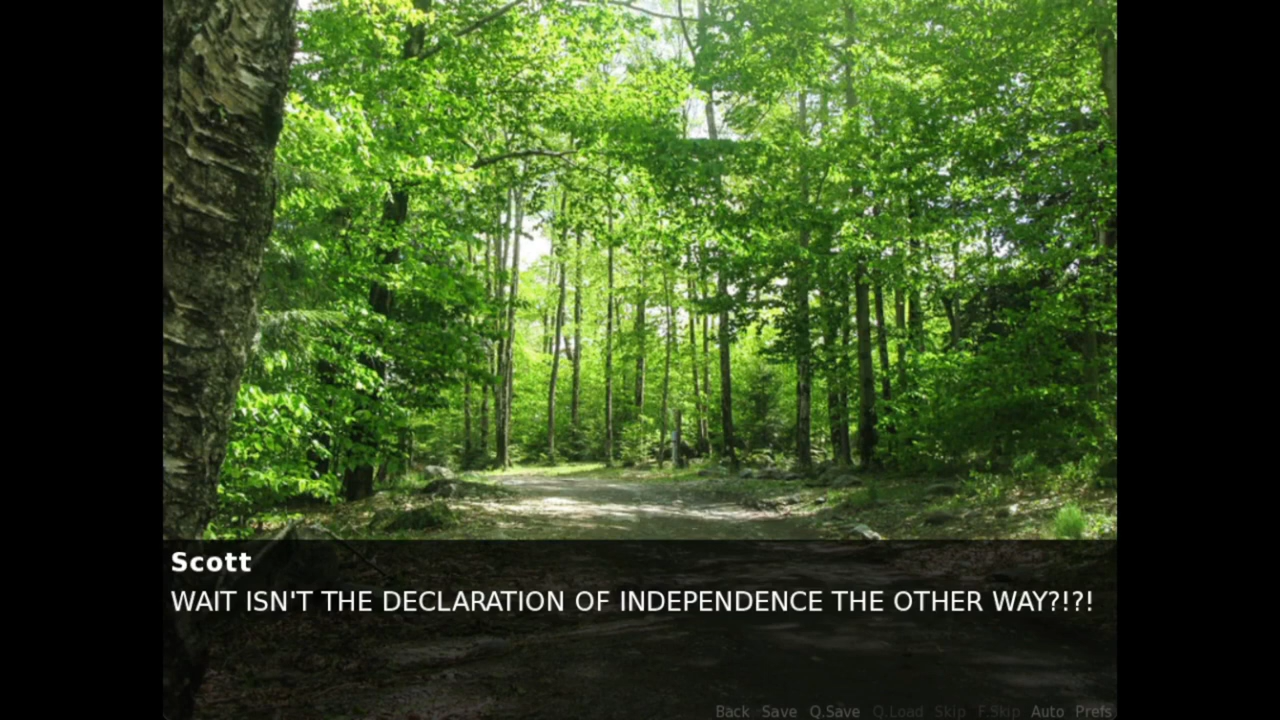 Scott
WAIT ISN'T THE DECLARATION OF INDEPENDENCE THE OTHER WAY?!?!
Back Save Q.Save Q.Load Skip F.Skip Auto Prefs